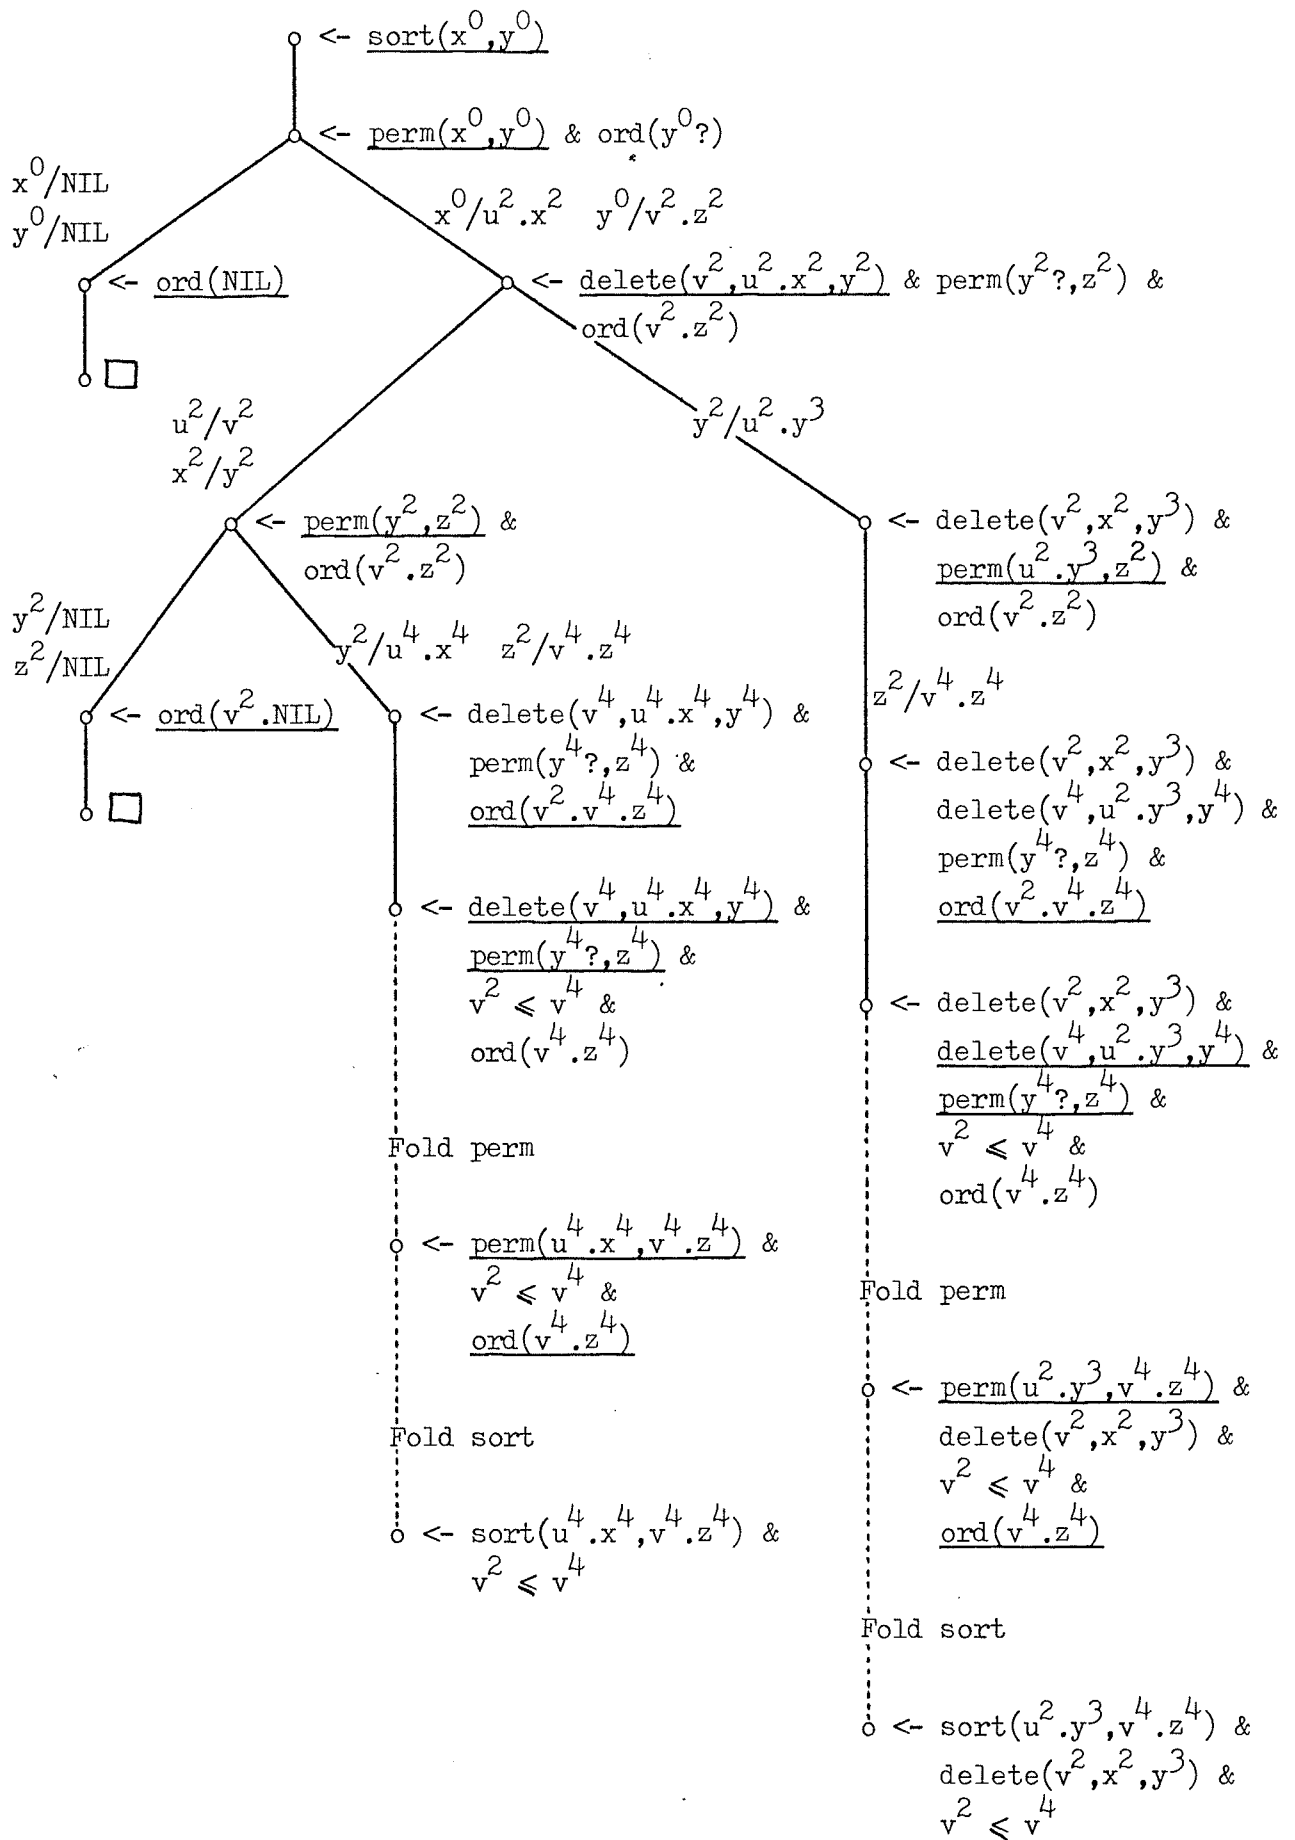 <- sort(x⁰,y⁰)
<- perm(x⁰,y⁰) & ord(y⁰?)
x⁰/NIL
y⁰/NIL
x⁰/u².x² y⁰/v².z²
<- ord(NIL)
<- delete(v²,u².x²,y²) & perm(y²?,z²) &
ord(v².z²)
u²/v²
x²/y²
y²/u².y³
<- perm(y²,z²) &
ord(v².z²)
<- delete(v²,x²,y³) &
perm(u².y³,z²) &
ord(v².z²)
y²/NIL
z²/NIL
y²/u⁴.x⁴ z²/v⁴.z⁴
z²/v⁴.z⁴
<- ord(v².NIL)
<- delete(v⁴,u⁴.x⁴,y⁴) &
perm(y⁴?,z⁴) &
ord(v².v⁴.z⁴)
<- delete(v²,x²,y³) &
delete(v⁴,u².y³,y⁴) &
perm(y⁴?,z⁴) &
ord(v².v⁴.z⁴)
<- delete(v⁴,u⁴.x⁴,y⁴) &
perm(y⁴?,z⁴) &
v² ⩽ v⁴ &
ord(v⁴.z⁴)
<- delete(v²,x²,y³) &
delete(v⁴,u².y³,y⁴) &
perm(y⁴?,z⁴) &
v² ⩽ v⁴ &
ord(v⁴.z⁴)
Fold perm
<- perm(u⁴.x⁴,v⁴.z⁴) &
v² ⩽ v⁴ &
ord(v⁴.z⁴)
Fold perm
<- perm(u².y³,v⁴.z⁴) &
delete(v²,x²,y³) &
v² ⩽ v⁴ &
ord(v⁴.z⁴)
Fold sort
<- sort(u⁴.x⁴,v⁴.z⁴) &
v² ⩽ v⁴
Fold sort
<- sort(u².y³,v⁴.z⁴) &
delete(v²,x²,y³) &
v² ⩽ v⁴